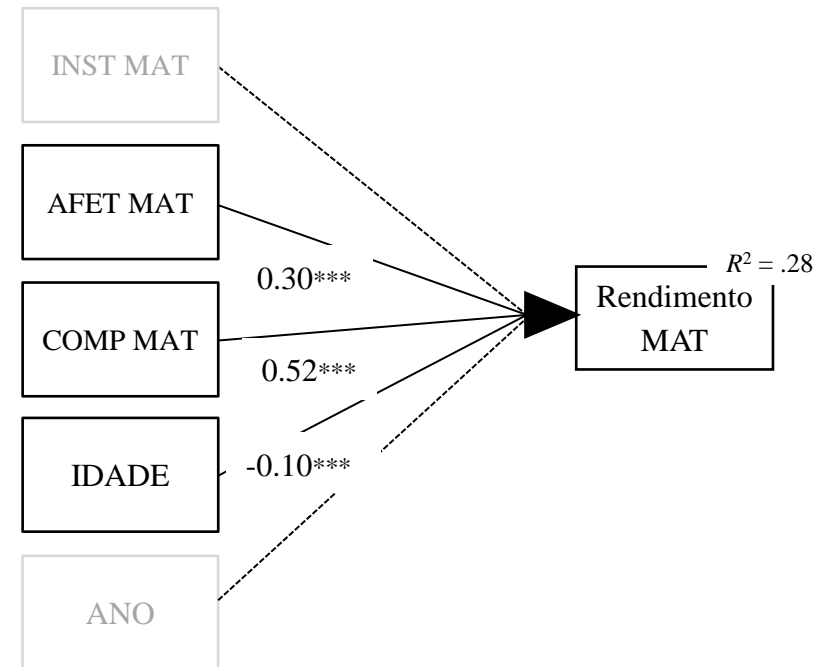 INST MAT
AFET MAT
0.30***
COMP MAT
0.52***
IDADE
-0.10***
ANO
R² = .28
Rendimento
MAT